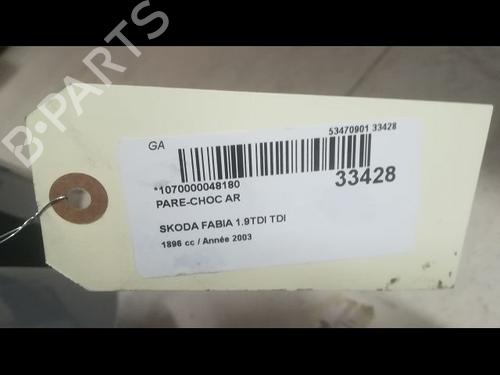 B-PARTS
GA
53470901 33428
*1070000048180
33428
PARE-CHOC AR
SKODA FABIA 1.9TDI TDI
1896 cc / Année 2003